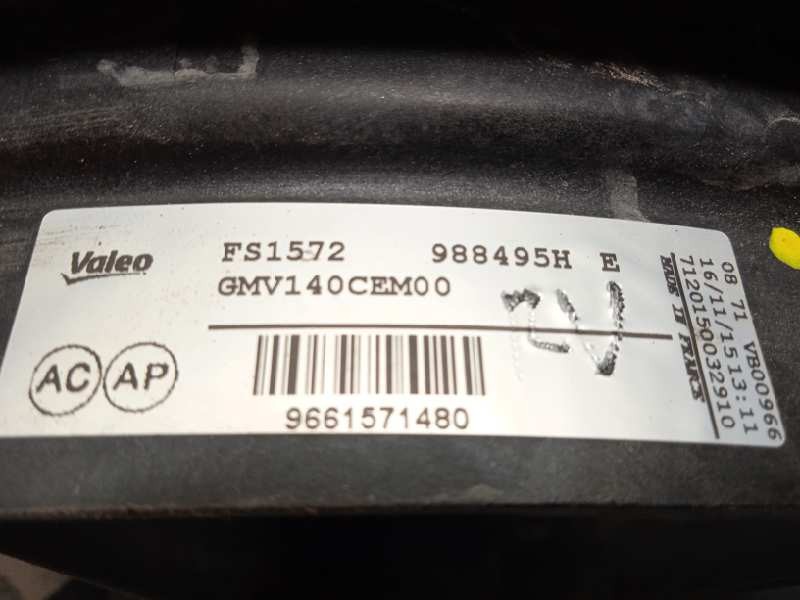 Valeo
FS1572 988495H E
GMV140CEM00
AC AP
9661571480
MADE IN FRANCE
7120150032910
16/11/15 13:11
08 71 VB00966